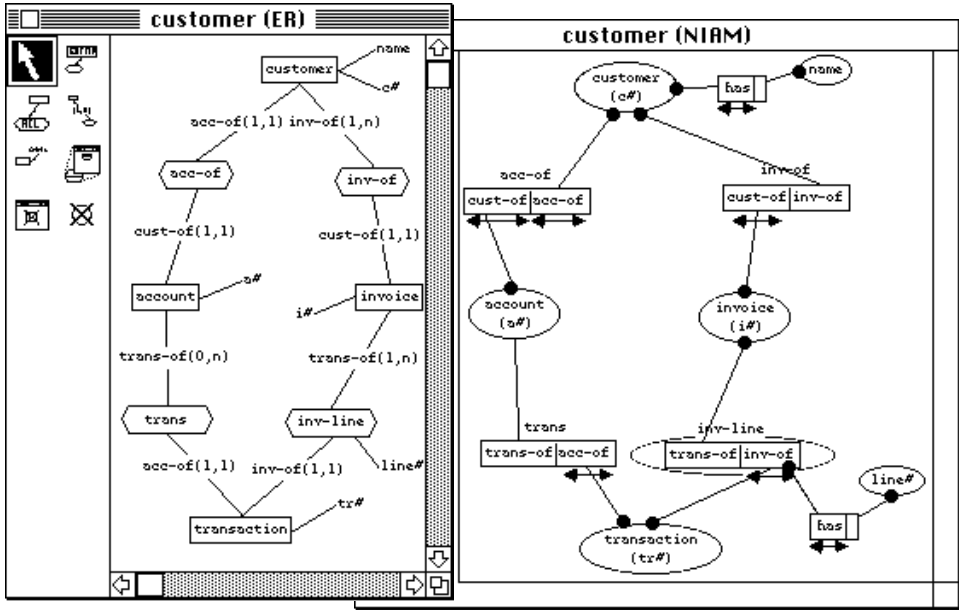 customer (ER)
name
customer
c#
acc-of(1,1) inv-of(1,n)
acc-of
inv-of
cust-of(1,1)
cust-of(1,1)
a#
account
invoice
i#
trans-of(0,n)
trans-of(1,n)
trans
inv-line
acc-of(1,1)
inv-of(1,1)
line#
tr#
transaction
customer (NIAM)
customer
(c#)
has
name
acc-of
inv-of
cust-of acc-of
cust-of inv-of
account
(a#)
invoice
(i#)
trans
inv-line
trans-of acc-of
trans-of inv-of
line#
has
transaction
(tr#)